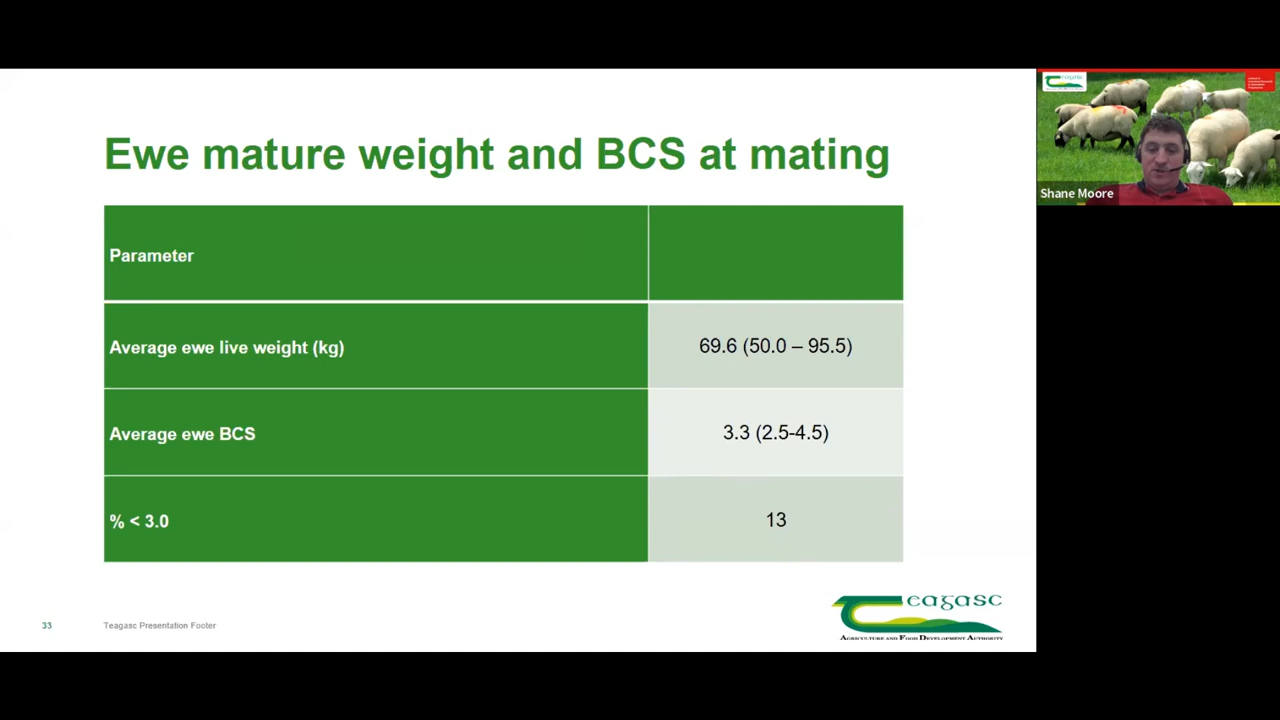 Ewe mature weight and BCS at mating
Parameter
Average ewe live weight (kg)
69.6 (50.0 – 95.5)
Average ewe BCS
3.3 (2.5-4.5)
% < 3.0
13
33
Teagasc Presentation Footer
Teagasc
AGRICULTURE AND FOOD DEVELOPMENT AUTHORITY
Shane Moore